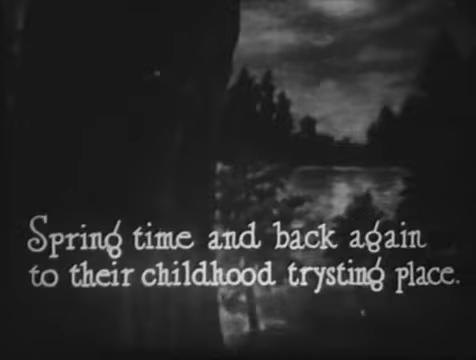 Spring time and back again
to their childhood trysting place.